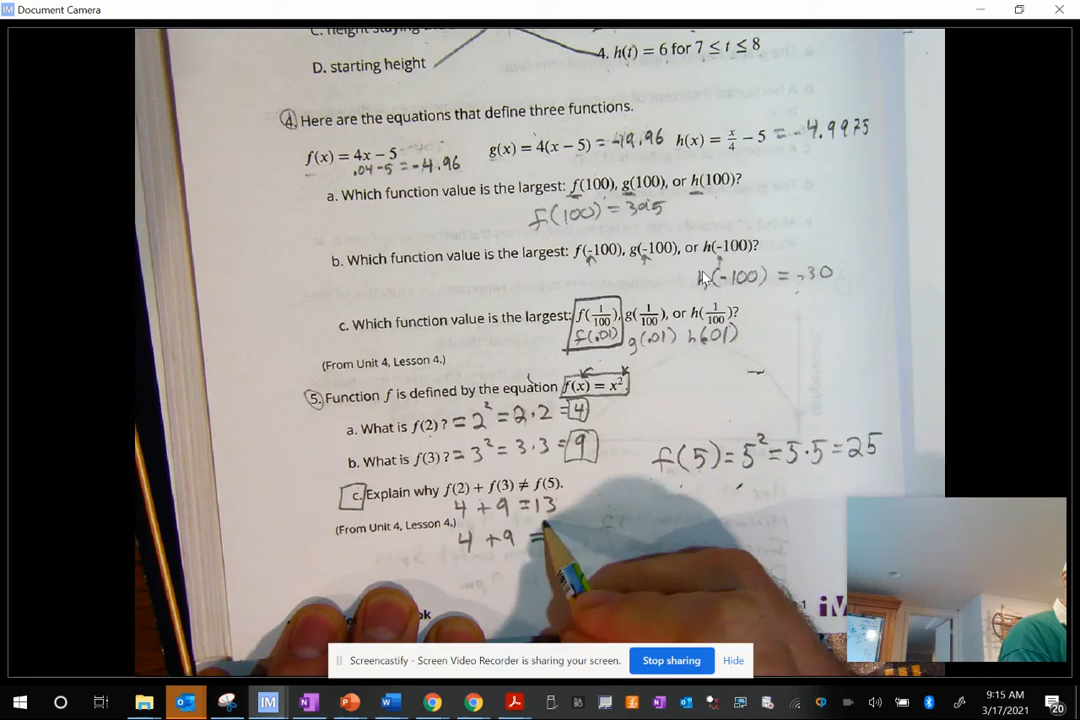 Document Camera
C. height staying
D. starting height
4. h(t) = 6 for 7 ≤ t ≤ 8
4. Here are the equations that define three functions.
f(x) = 4x − 5
.04 -5 = -4.96
g(x) = 4(x − 5) = -19.96
h(x) = x/4 − 5 = -4.9975
a. Which function value is the largest: f(100), g(100), or h(100)?
f(100) = 395
b. Which function value is the largest: f(−100), g(−100), or h(−100)?
h(-100) = -30
c. Which function value is the largest: f(1/100), g(1/100), or h(1/100)?
f(.01) g(.01) h(.01)
(From Unit 4, Lesson 4.)
5. Function f is defined by the equation f(x) = x².
a. What is f(2)? = 2² = 2·2 = 4
b. What is f(3)? = 3² = 3·3 = 9
f(5) = 5² = 5·5 = 25
c. Explain why f(2) + f(3) ≠ f(5).
4 + 9 = 13
(From Unit 4, Lesson 4.)
4 + 9 =
Screencastify - Screen Video Recorder is sharing your screen.
Stop sharing
Hide
9:15 AM
3/17/2021
20